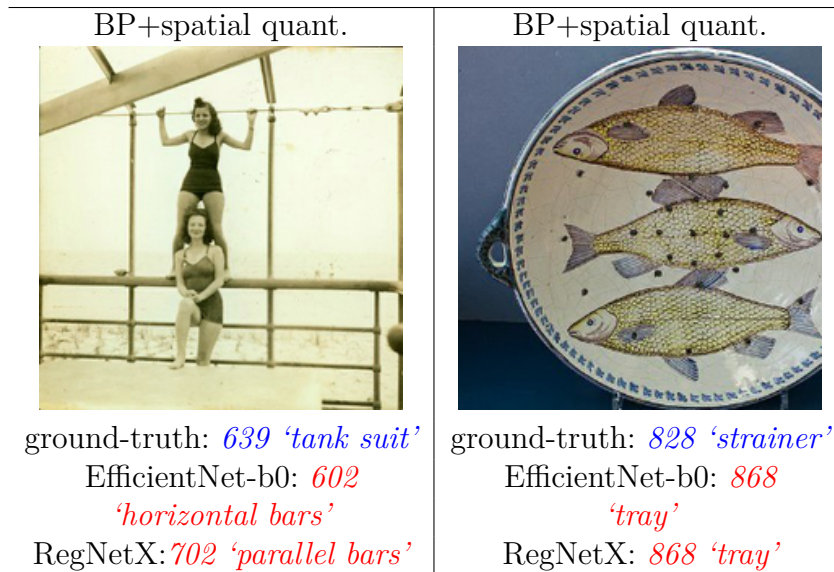 BP+spatial quant.
ground-truth: 639 ‘tank suit’
EfficientNet-b0: 602
‘horizontal bars’
RegNetX:702 ‘parallel bars’
BP+spatial quant.
ground-truth: 828 ‘strainer’
EfficientNet-b0: 868
‘tray’
RegNetX: 868 ‘tray’